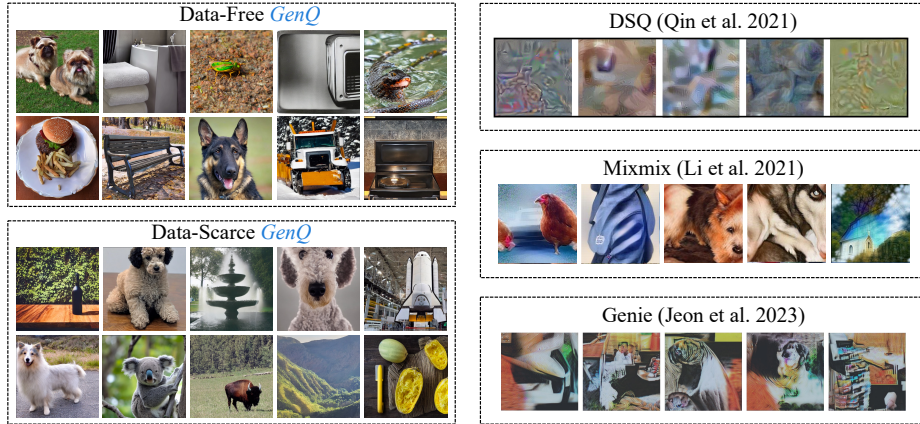 Data-Free GenQ
Data-Scarce GenQ
DSQ (Qin et al. 2021)
Mixmix (Li et al. 2021)
Genie (Jeon et al. 2023)